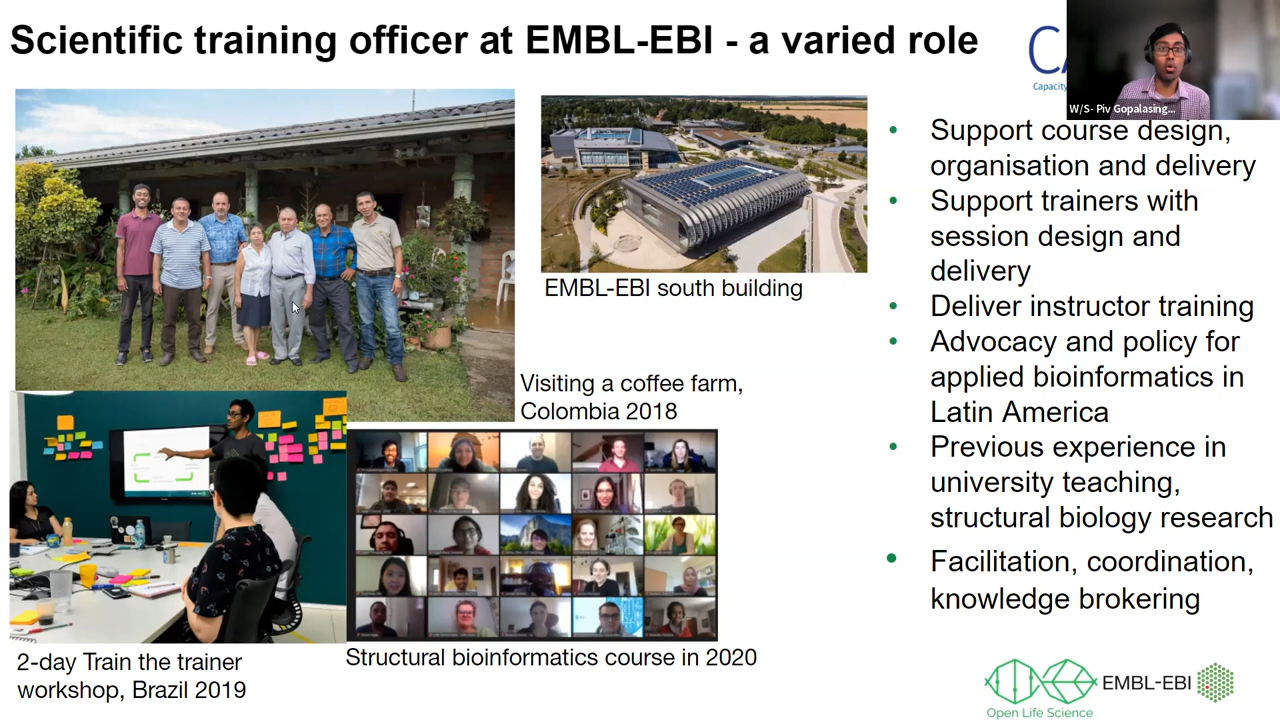 Scientific training officer at EMBL-EBI - a varied role
CA
Capacity
W/S- Piv Gopalasing...
EMBL-EBI south building
Visiting a coffee farm,
Colombia 2018
2-day Train the trainer
workshop, Brazil 2019
Structural bioinformatics course in 2020
• Support course design,
organisation and delivery
• Support trainers with
session design and
delivery
• Deliver instructor training
• Advocacy and policy for
applied bioinformatics in
Latin America
• Previous experience in
university teaching,
structural biology research
• Facilitation, coordination,
knowledge brokering
Open Life Science
EMBL-EBI